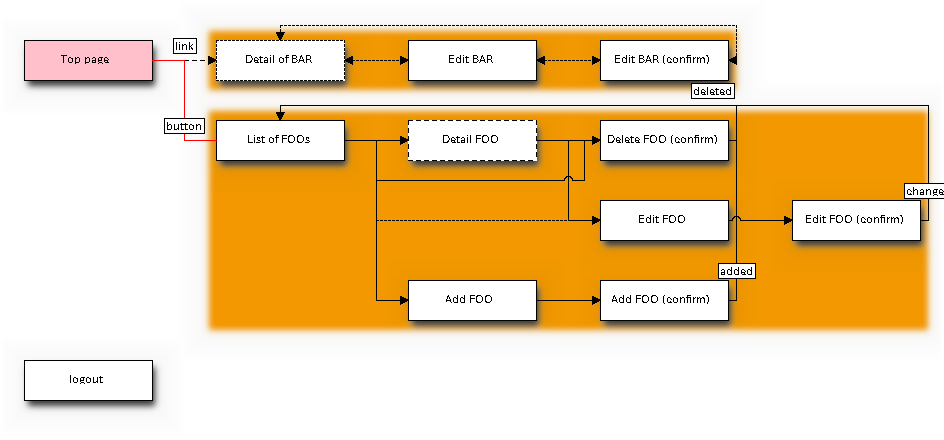 link
Top page
Detail of BAR
Edit BAR
Edit BAR (confirm)
deleted
button
List of FOOs
Detail FOO
Delete FOO (confirm)
change
Edit FOO
Edit FOO (confirm)
added
Add FOO
Add FOO (confirm)
logout